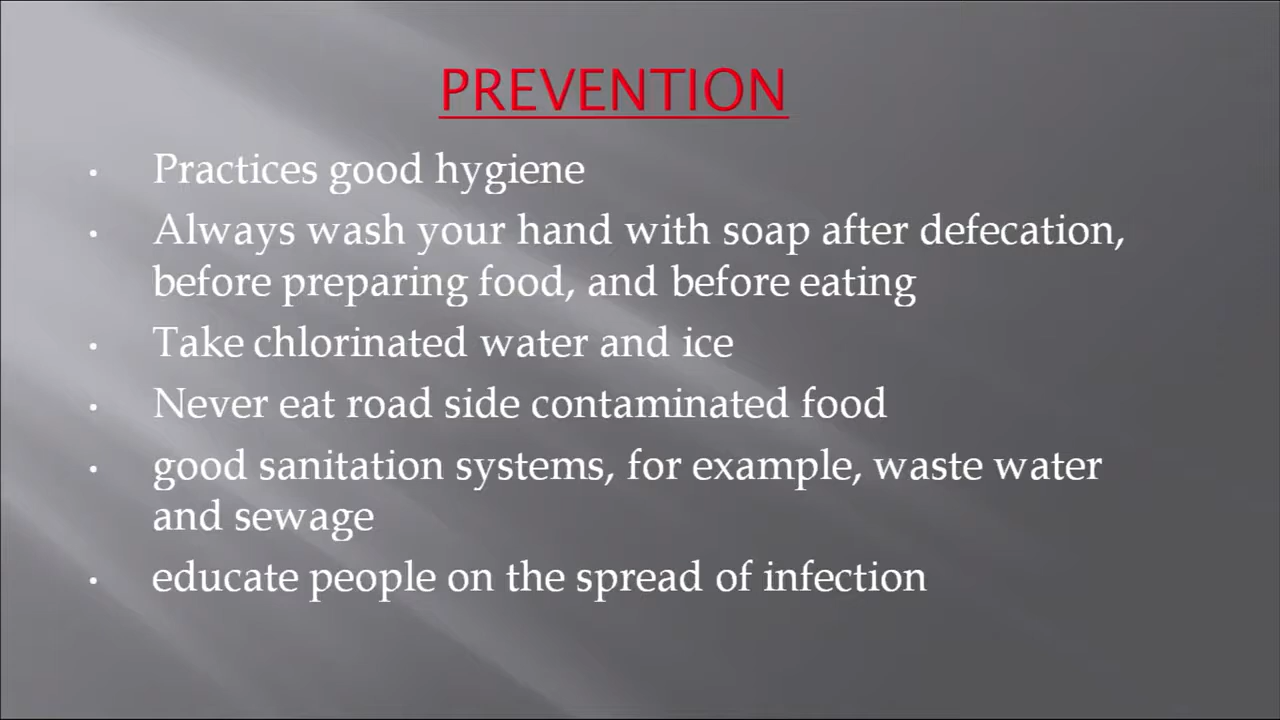 PREVENTION
• Practices good hygiene
• Always wash your hand with soap after defecation,
before preparing food, and before eating
• Take chlorinated water and ice
• Never eat road side contaminated food
• good sanitation systems, for example, waste water
and sewage
• educate people on the spread of infection